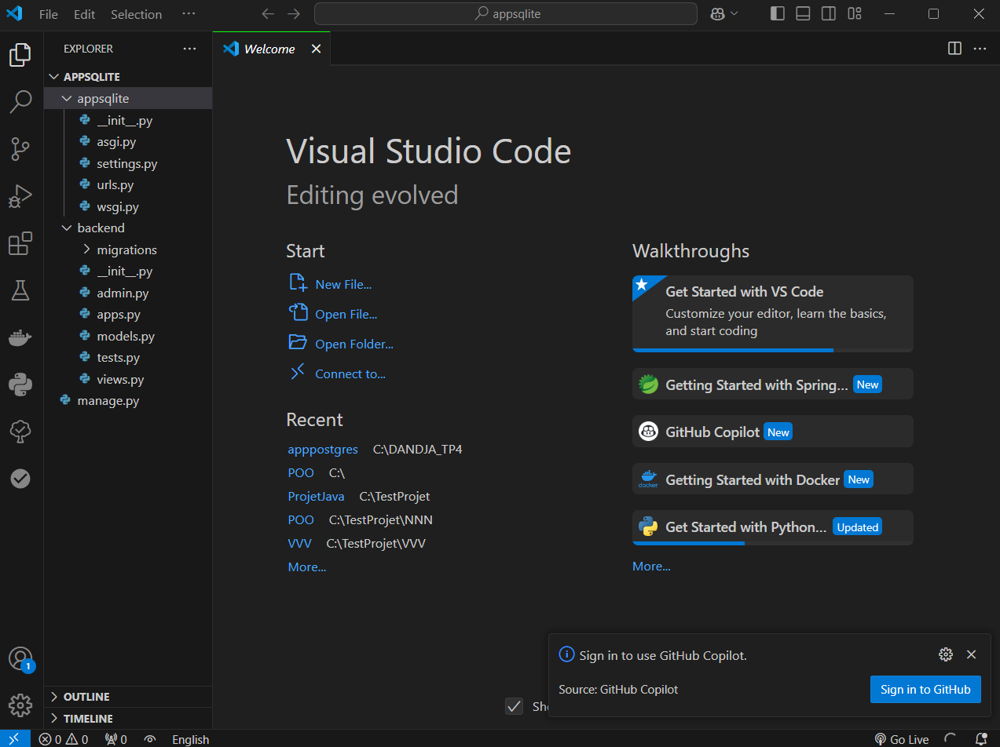 File Edit Selection ···
appsqlite
EXPLORER ···
Welcome
APPSQLITE
appsqlite
__init__.py
asgi.py
settings.py
urls.py
wsgi.py
backend
migrations
__init__.py
admin.py
apps.py
models.py
tests.py
views.py
manage.py
OUTLINE
TIMELINE
Visual Studio Code
Editing evolved
Start
New File...
Open File...
Open Folder...
Connect to...
Recent
apppostgres C:\DANDJA_TP4
POO C:\
ProjetJava C:\TestProjet
POO C:\TestProjet\NNN
VVV C:\TestProjet\VVV
More...
Walkthroughs
Get Started with VS Code
Customize your editor, learn the basics,
and start coding
Getting Started with Spring... New
GitHub Copilot New
docker
Getting Started with Docker New
Get Started with Python... Updated
More...
Sign in to use GitHub Copilot.
Source: GitHub Copilot
Sign in to GitHub
1
0 0 0 English
Go Live